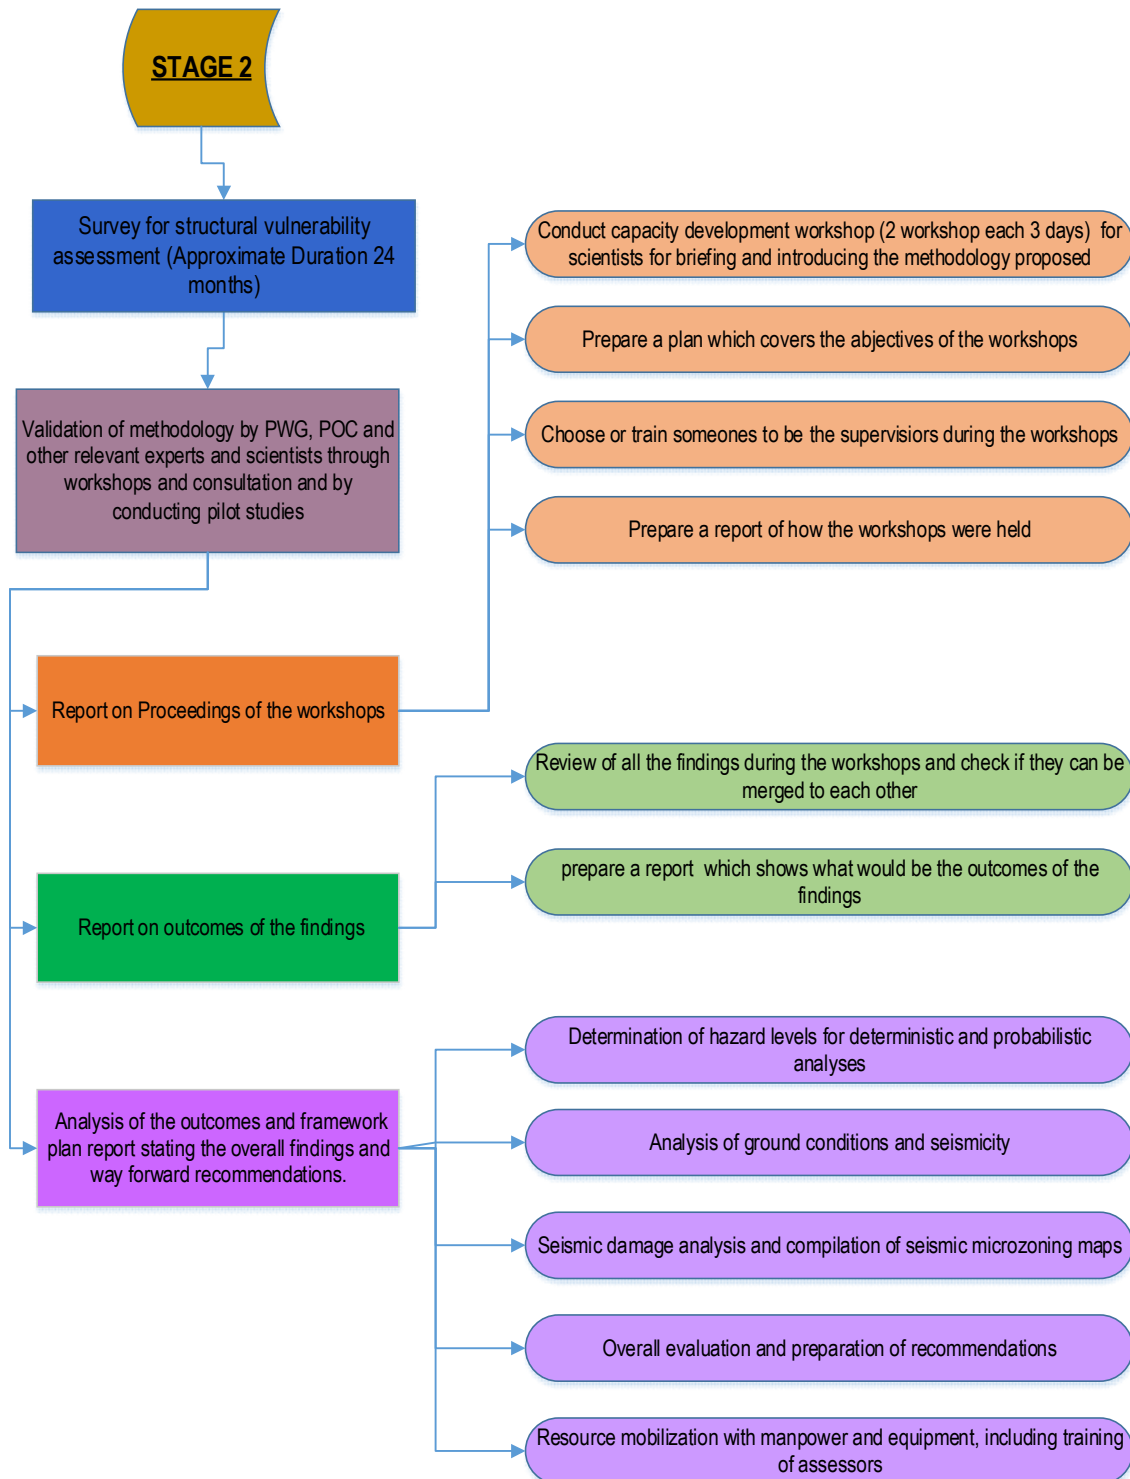 STAGE 2
Survey for structural vulnerability
assessment (Approximate Duration 24
months)
Validation of methodology by PWG, POC and
other relevant experts and scientists through
workshops and consultation and by
conducting pilot studies
Report on Proceedings of the workshops
Conduct capacity development workshop (2 workshop each 3 days) for
scientists for briefing and introducing the methodology proposed
Prepare a plan which covers the abjectives of the workshops
Choose or train someones to be the supervisiors during the workshops
Prepare a report of how the workshops were held
Report on outcomes of the findings
Review of all the findings during the workshops and check if they can be
merged to each other
prepare a report which shows what would be the outcomes of the
findings
Analysis of the outcomes and framework
plan report stating the overall findings and
way forward recommendations.
Determination of hazard levels for deterministic and probabilistic
analyses
Analysis of ground conditions and seismicity
Seismic damage analysis and compilation of seismic microzoning maps
Overall evaluation and preparation of recommendations
Resource mobilization with manpower and equipment, including training
of assessors